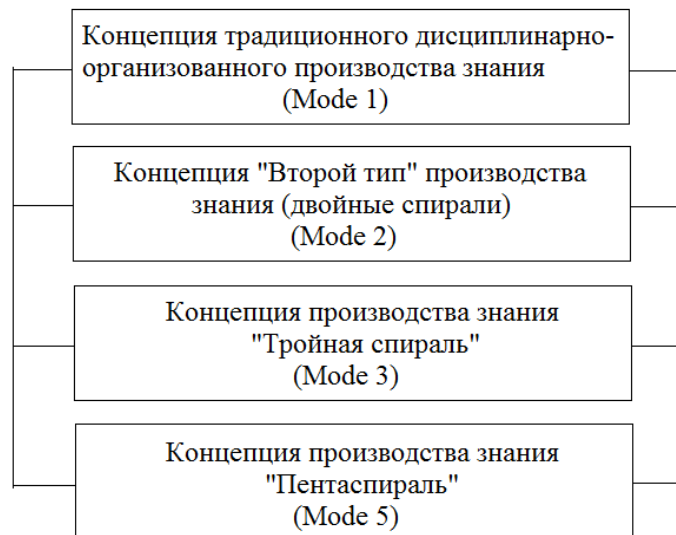 Концепция традиционного дисциплинарно-
организованного производства знания
(Mode 1)
Концепция "Второй тип" производства
знания (двойные спирали)
(Mode 2)
Концепция производства знания
"Тройная спираль"
(Mode 3)
Концепция производства знания
"Пентаспираль"
(Mode 5)